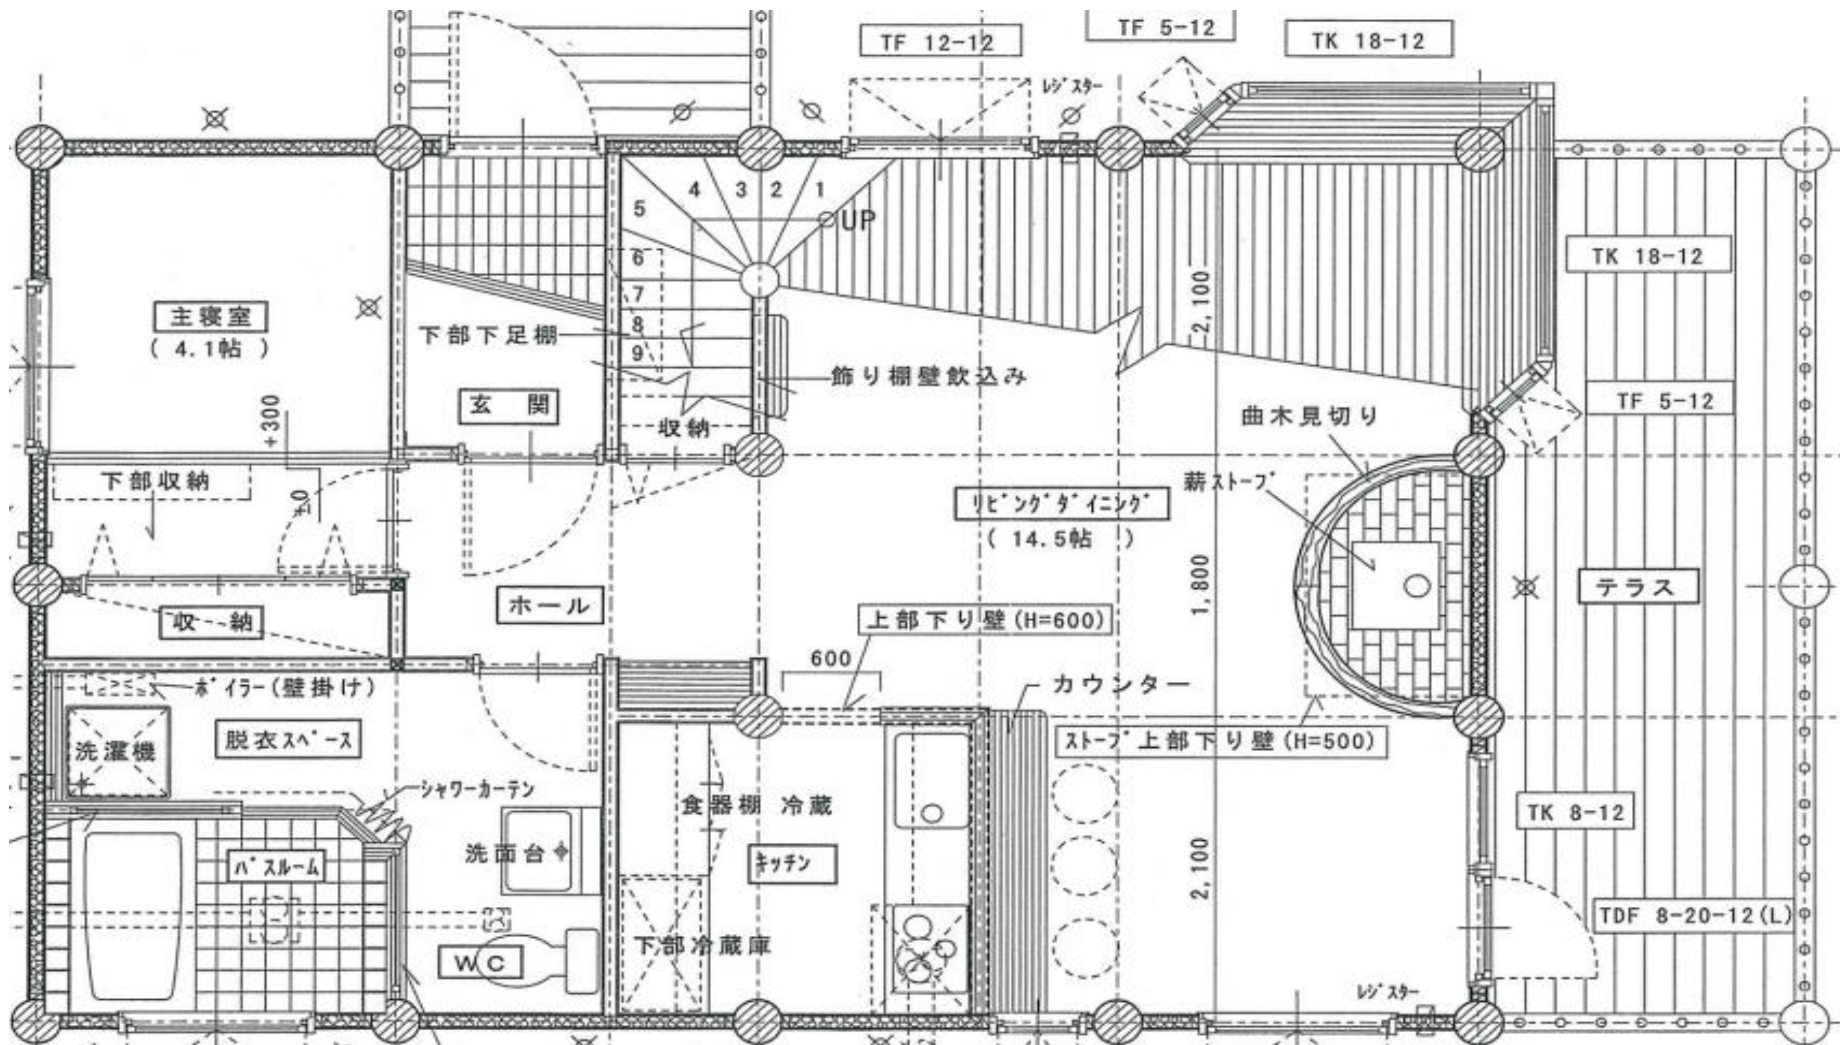 TF 12-12
TF 5-12
TK 18-12
ﾚｼﾞｽﾀｰ
4
3
2
1
5
UP
6
7
8
9
TK 18-12
2,100
主寝室
( 4.1帖 )
下部下足棚
飾り棚壁飲込み
TF 5-12
玄 関
収納
曲木見切り
+300
下部収納
±0
ﾘﾋﾞﾝｸﾞﾀﾞｲﾆﾝｸﾞ
( 14.5帖 )
薪ｽﾄｰﾌﾞ
1,800
テラス
収 納
ホール
上部下り壁(H=600)
600
ﾎﾞｲﾗｰ(壁掛け)
カウンター
洗濯機
脱衣ｽﾍﾟｰｽ
ｽﾄｰﾌﾞ上部下り壁(H=500)
ｼｬﾜｰｶｰﾃﾝ
食器棚 冷蔵
TK 8-12
ﾊﾞｽﾙｰﾑ
洗面台
ｷｯﾁﾝ
2,100
TDF 8-20-12(L)
WC
下部冷蔵庫
ﾚｼﾞｽﾀｰ